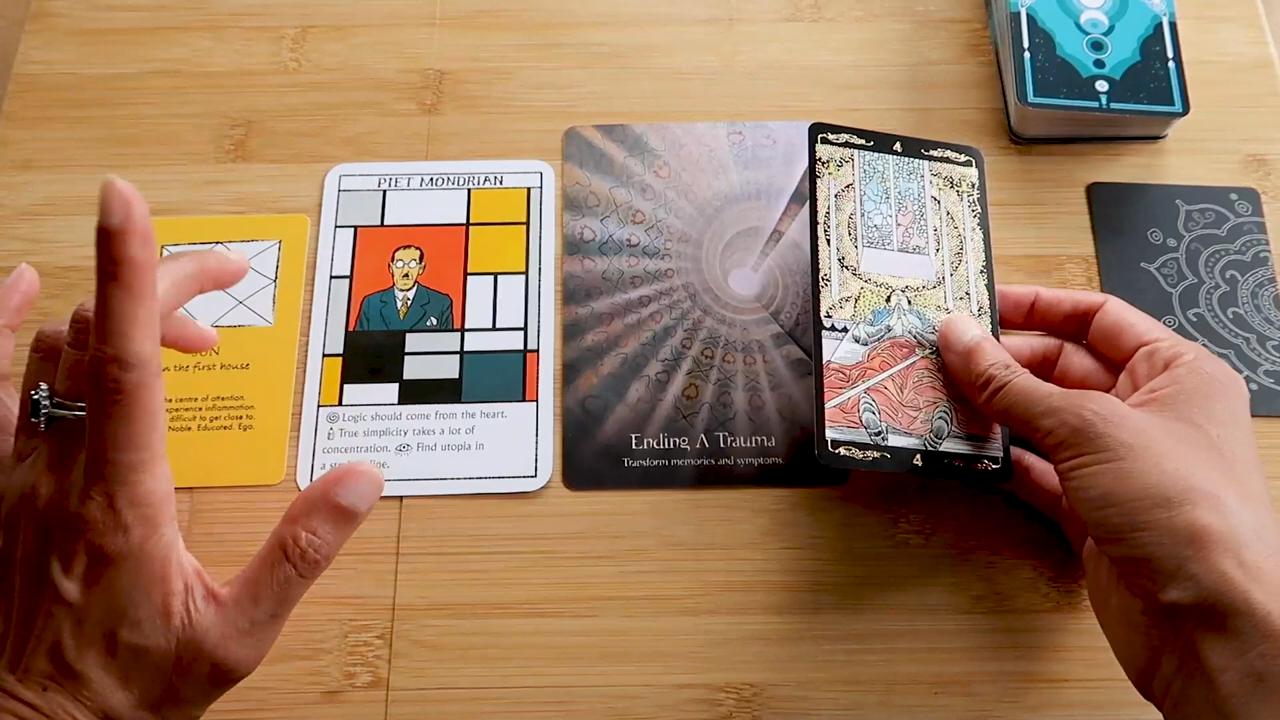 SUN
n the first house
he centre of attention.
xperience inflammation.
difficult to get close to.
Noble. Educated. Ego.
PIET MONDRIAN
Logic should come from the heart.
True simplicity takes a lot of
concentration. Find utopia in
a
Ending A Trauma
Transform memories and symptoms.
4
4